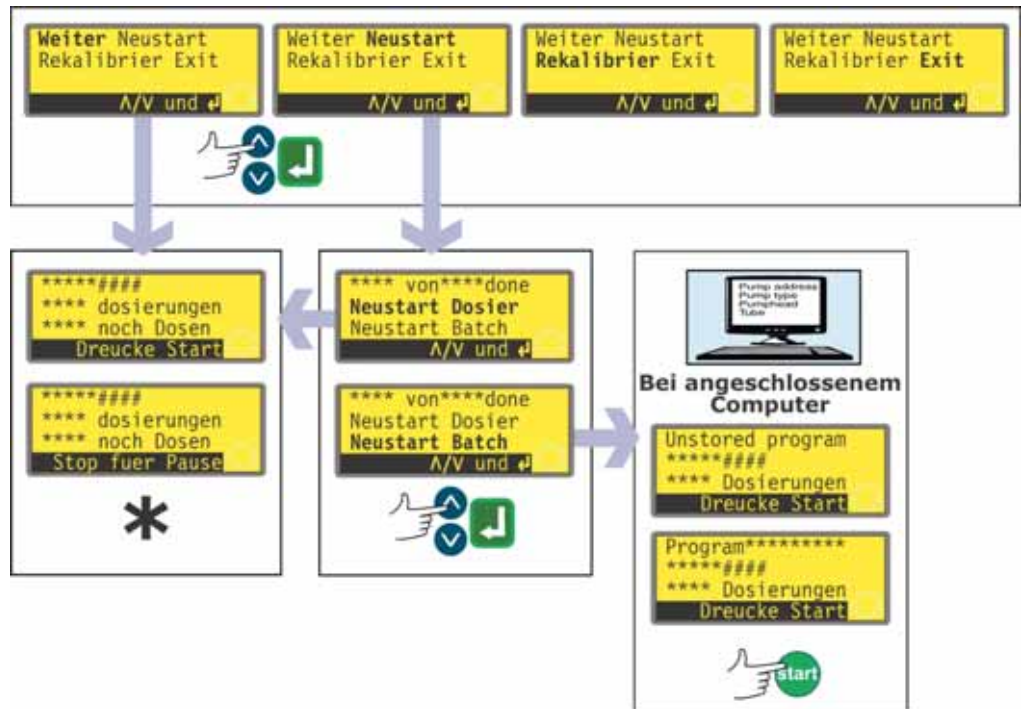 Weiter Neustart
Rekalibrier Exit
Λ/V und ↵
Weiter Neustart
Rekalibrier Exit
Λ/V und ↵
Weiter Neustart
Rekalibrier Exit
Λ/V und ↵
Weiter Neustart
Rekalibrier Exit
Λ/V und ↵
*****####
**** dosierungen
**** noch Dosen
Dreucke Start
*****####
**** dosierungen
**** noch Dosen
Stop fuer Pause
*
**** von****done
Neustart Dosier
Neustart Batch
Λ/V und ↵
**** von****done
Neustart Dosier
Neustart Batch
Λ/V und ↵
Pump address
Pump type
Pumphead
Tube
Bei angeschlossenem
Computer
Unstored program
*****####
**** Dosierungen
Dreucke Start
Program*********
*****####
**** Dosierungen
Dreucke Start
start